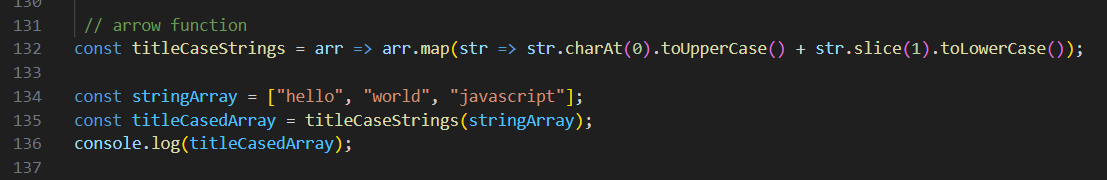 130
131 // arrow function
132 const titleCaseStrings = arr => arr.map(str => str.charAt(0).toUpperCase() + str.slice(1).toLowerCase());
133
134 const stringArray = ["hello", "world", "javascript"];
135 const titleCasedArray = titleCaseStrings(stringArray);
136 console.log(titleCasedArray);
137